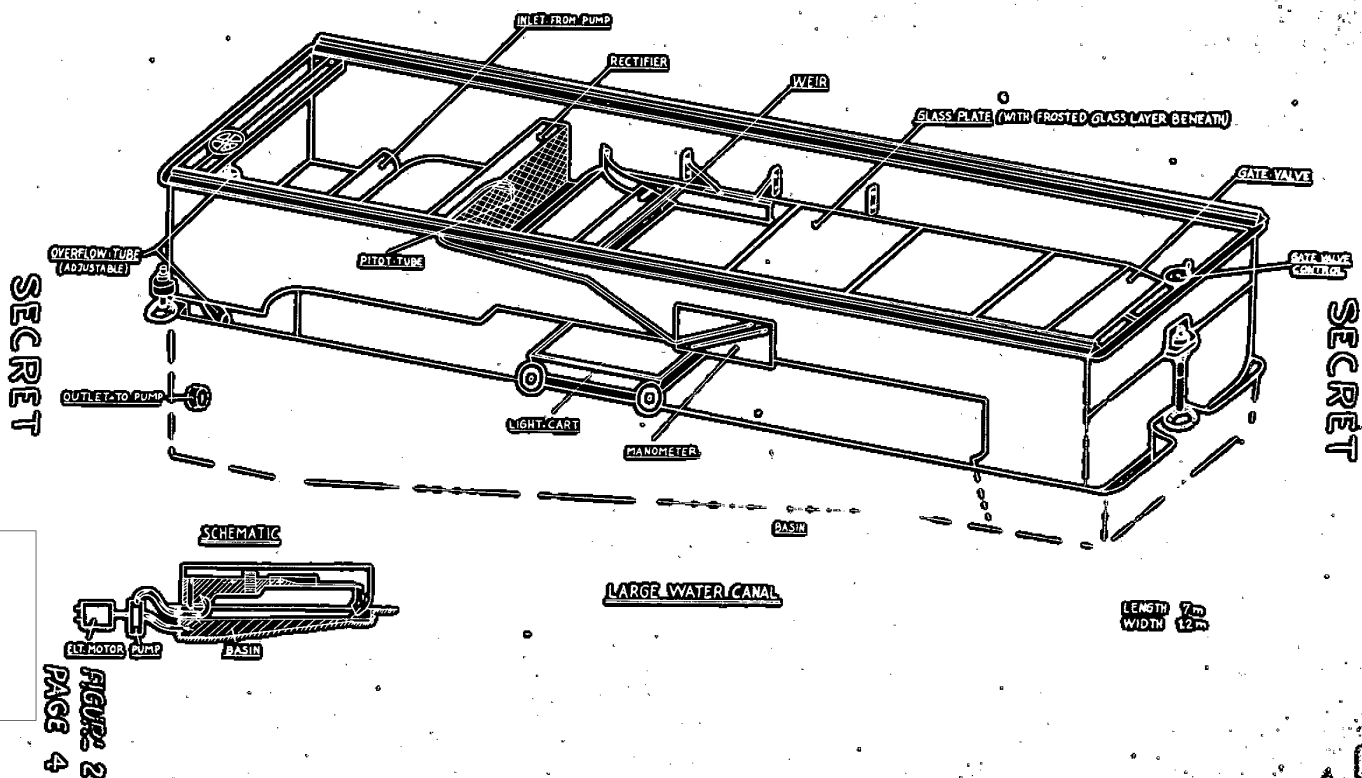 INLET FROM PUMP
RECTIFIER
WEIR
GLASS PLATE (WITH FROSTED GLASS LAYER BENEATH)
GATE VALVE
GATE VALVE
CONTROL
OVERFLOW TUBE
(ADJUSTABLE)
PITOT TUBE
SECRET
SECRET
OUTLET TO PUMP
LIGHT CART
MANOMETER
BASIN
SCHEMATIC
LARGE WATER CANAL
LENGTH 7m
WIDTH 1.2m
ELT. MOTOR
PUMP
BASIN
FIGURE 2
PAGE 4